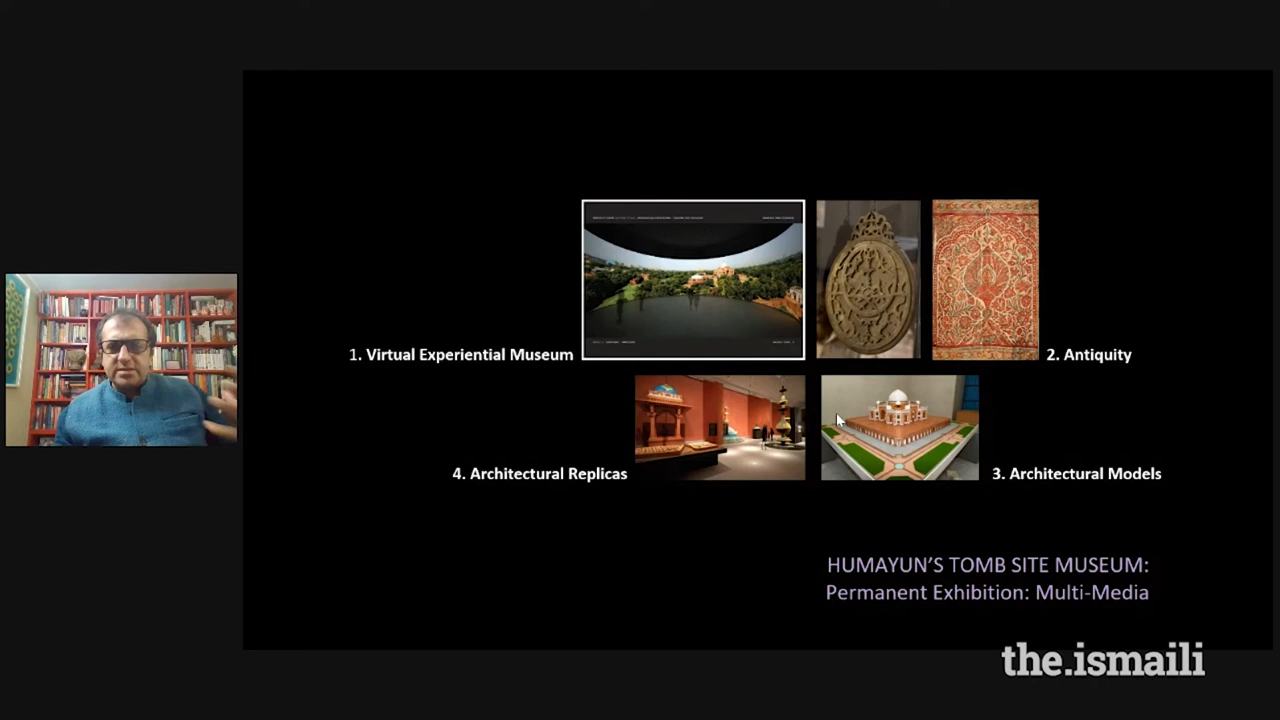 1. Virtual Experiential Museum
2. Antiquity
4. Architectural Replicas
3. Architectural Models
HUMAYUN'S TOMB SITE MUSEUM:
Permanent Exhibition: Multi-Media
the.ismaili